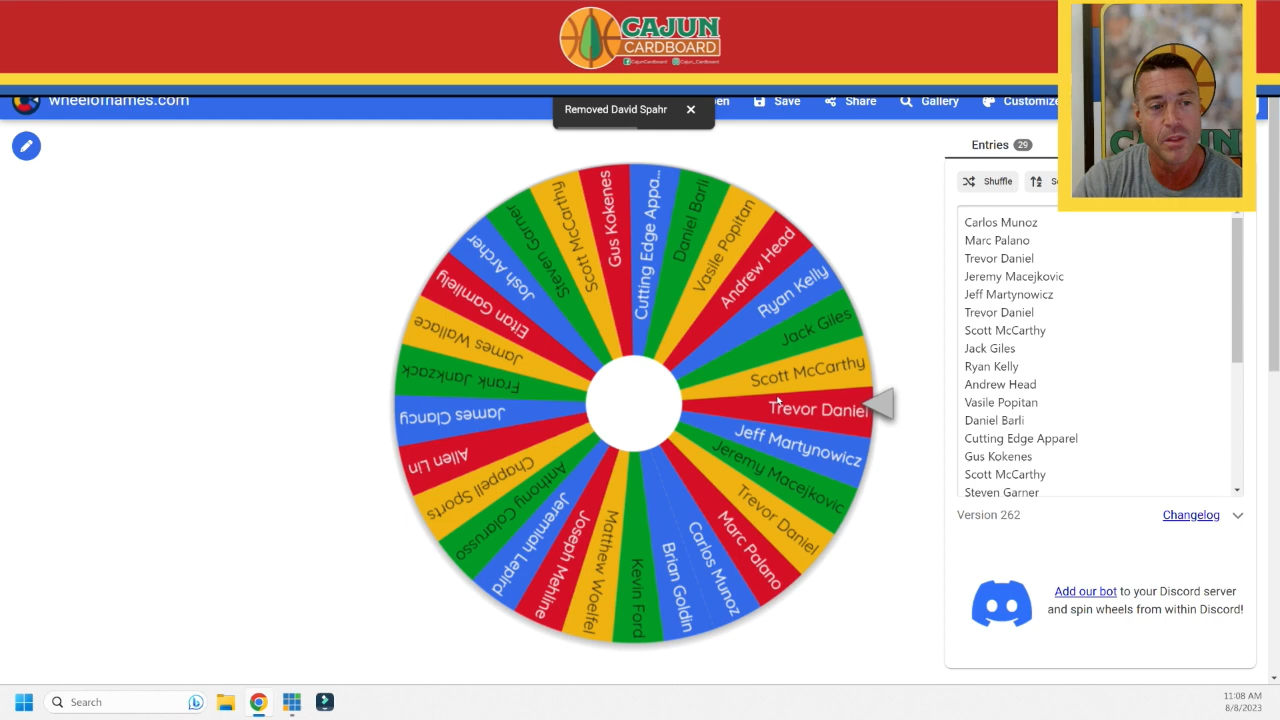 CAJUN
CARDBOARD
CajunCardboard Cajun_Cardboard
wheelofnames.com
Removed David Spahr
Save
Share
Gallery
Customize
Entries 29
Shuffle
Carlos Munoz
Marc Palano
Trevor Daniel
Jeremy Macejkovic
Jeff Martynowicz
Trevor Daniel
Scott McCarthy
Jack Giles
Ryan Kelly
Andrew Head
Vasile Popitan
Daniel Barli
Cutting Edge Apparel
Gus Kokenes
Scott McCarthy
Steven Garner
Version 262
Changelog
Add our bot to your Discord server
and spin wheels from within Discord!
Gus Kokenes
Cutting Edge Appa...
Daniel Barli
Vasile Popitan
Andrew Head
Ryan Kelly
Jack Giles
Scott McCarthy
Trevor Daniel
Jeff Martynowicz
Jeremy Macejkovic
Trevor Daniel
Marc Palano
Carlos Munoz
Brian Goldin
Kevin Ford
Matthew Woelfel
Joseph Mehline
Jeremiah Lepird
Anthony Colarusso
Chappell Sports
Allen Lin
James Clancy
Frank Jankzack
James Wallace
Eitan Gamliely
Josh Archer
Steven Garner
Scott McCarthy
Search
11:08 AM
8/8/2023